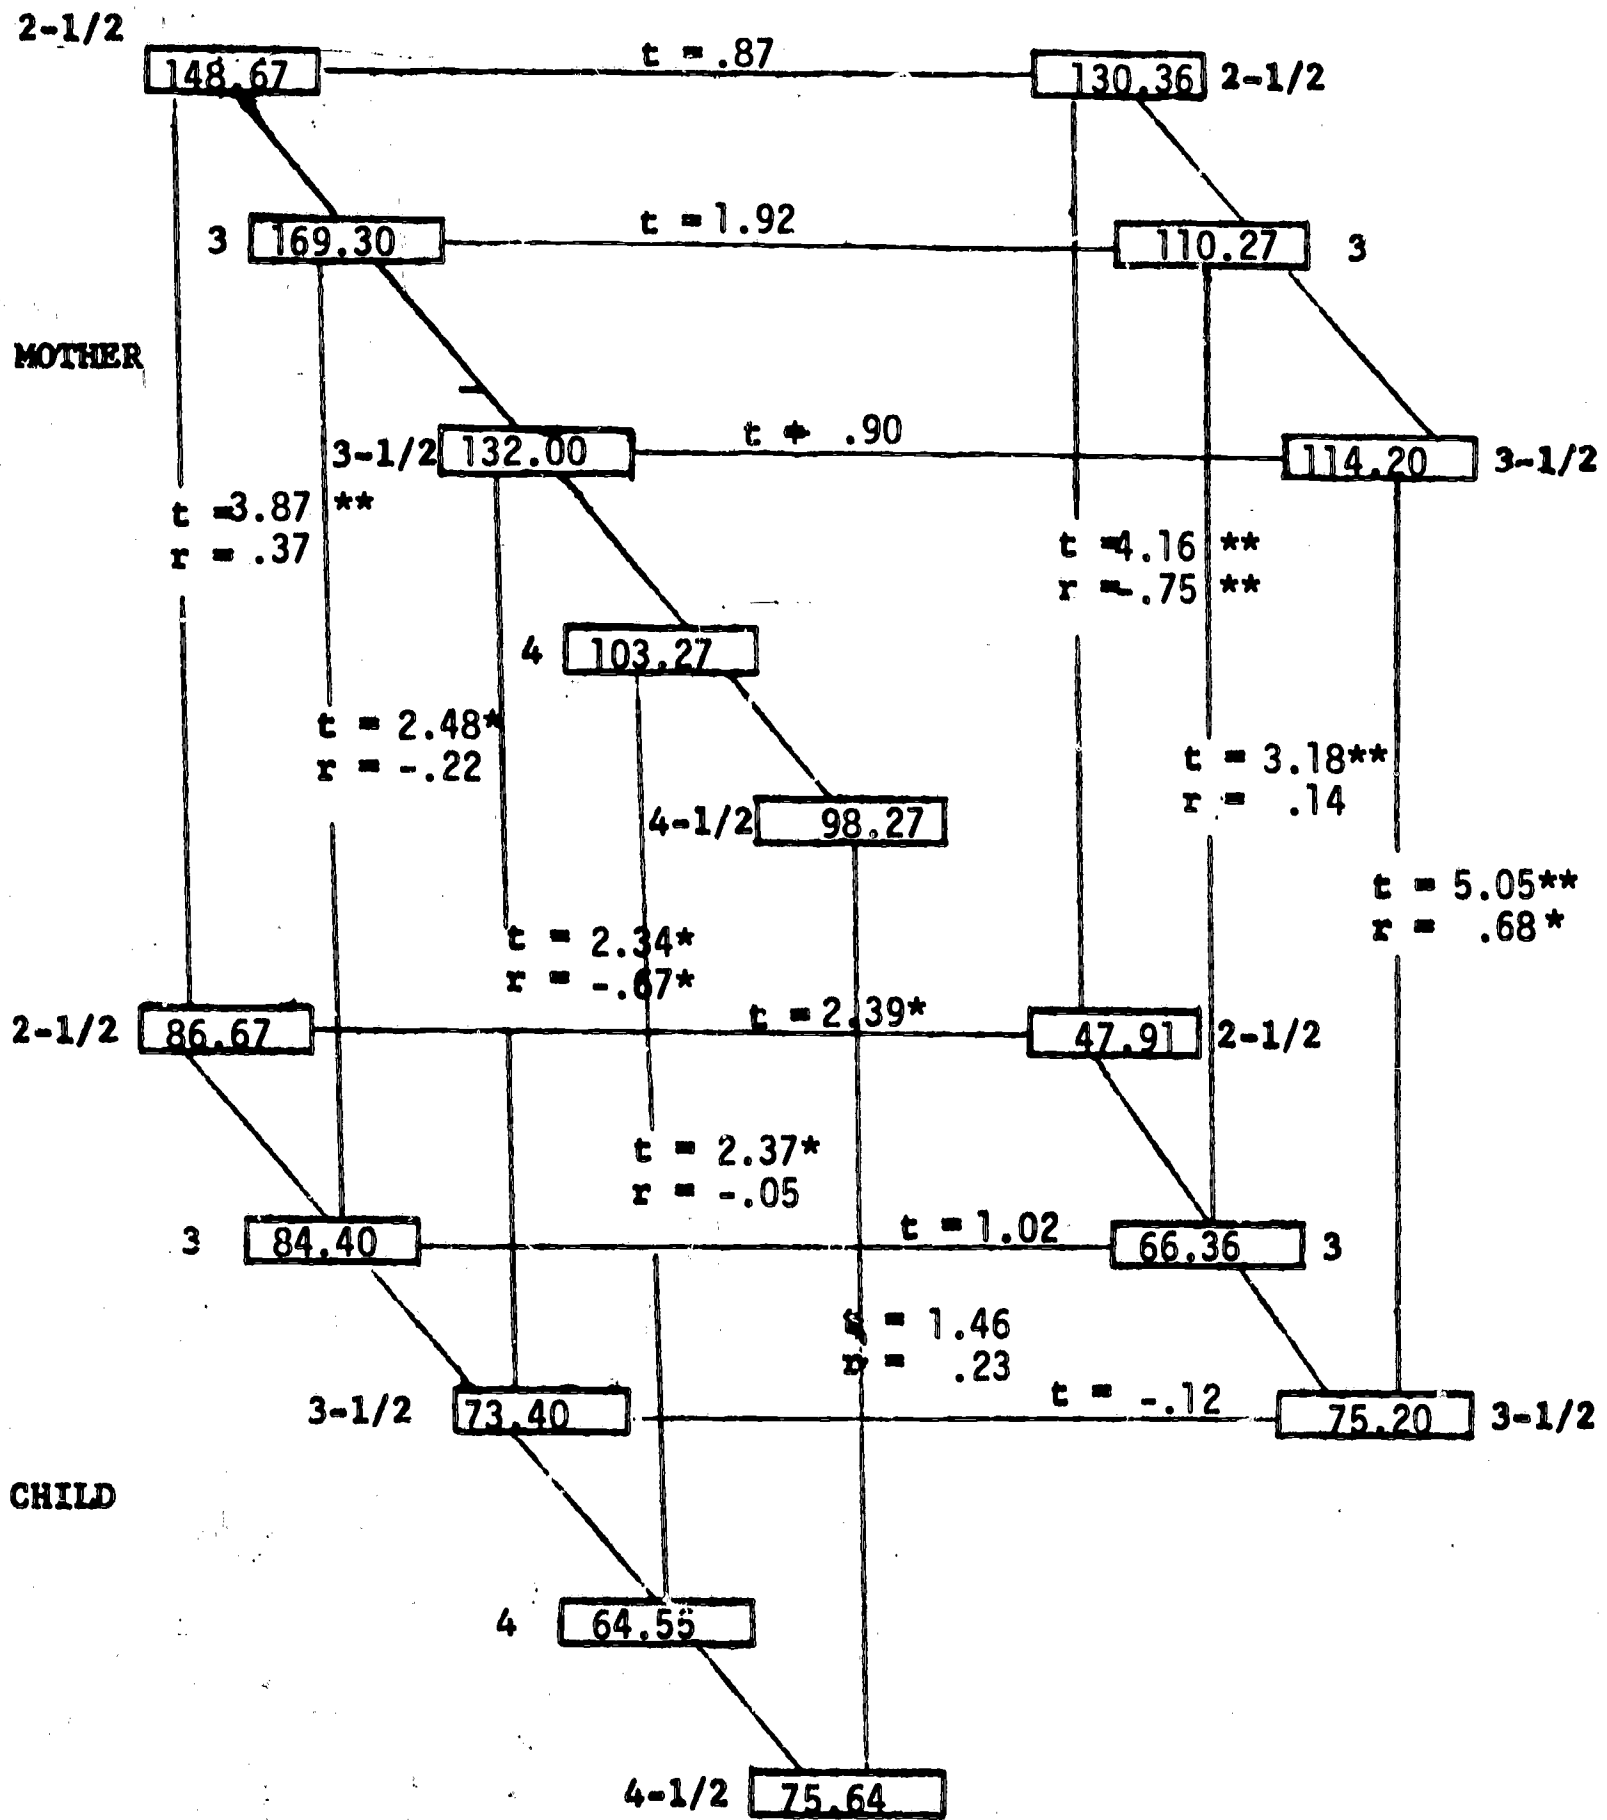 2-1/2
148.67
t = .87
130.36 2-1/2
3 169.30
t = 1.92
110.27 3
MOTHER
3-1/2 132.00
t = .90
114.20 3-1/2
t =3.87 **
r = .37
t =4.16 **
r =-.75 **
4 103.27
t = 2.48*
r = -.22
t = 3.18**
r = .14
4-1/2 98.27
t = 5.05**
r = .68*
t = 2.34*
r = -.67*
2-1/2 86.67
t = 2.39*
47.91 2-1/2
t = 2.37*
r = -.05
3 84.40
t = 1.02
66.36 3
t = 1.46
r = .23
3-1/2 73.40
t = -.12
75.20 3-1/2
CHILD
4 64.55
4-1/2 75.64